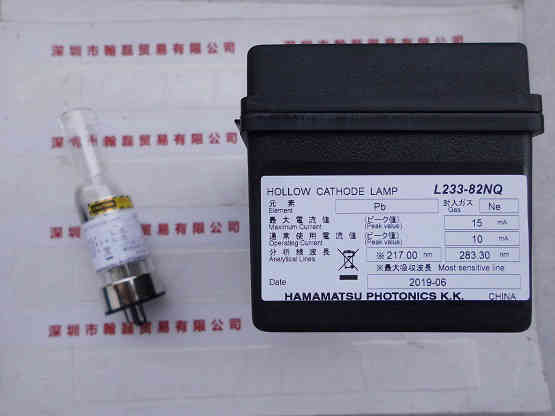 深圳市翰磊贸易有限公司
深圳市翰磊贸易有限公司
深圳市翰磊贸易有限公司
深圳市翰磊贸易有限公司
HOLLOW CATHODE LAMP L233-82NQ
元素 Element Pb 封入ガス Gas Ne
最大電流値 Maximum Current (ピーク値) (Peak value) 15 mA
通常使用電流値 Operating Current (ピーク値) (Peak value) 10 mA
分析線波長 Analytical Lines ※217.00 nm 283.30 nm
※最大吸収波長 Most sensitive line
Date 2019-06
HAMAMATSU PHOTONICS K.K. CHINA